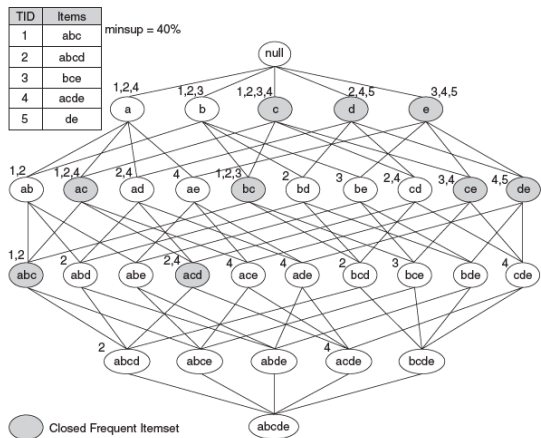 TID Items
1 abc
2 abcd
3 bce
4 acde
5 de
minsup = 40%
null
1,2,4 1,2,3 1,2,3,4 2,4,5 3,4,5
a b c d e
1,2 1,2,4 2,4 4 1,2,3 2 3 2,4 3,4 4,5
ab ac ad ae bc bd be cd ce de
1,2 2 2,4 4 4 2 3 4
abc abd abe acd ace ade bcd bce bde cde
2 4
abcd abce abde acde bcde
abcde
Closed Frequent Itemset